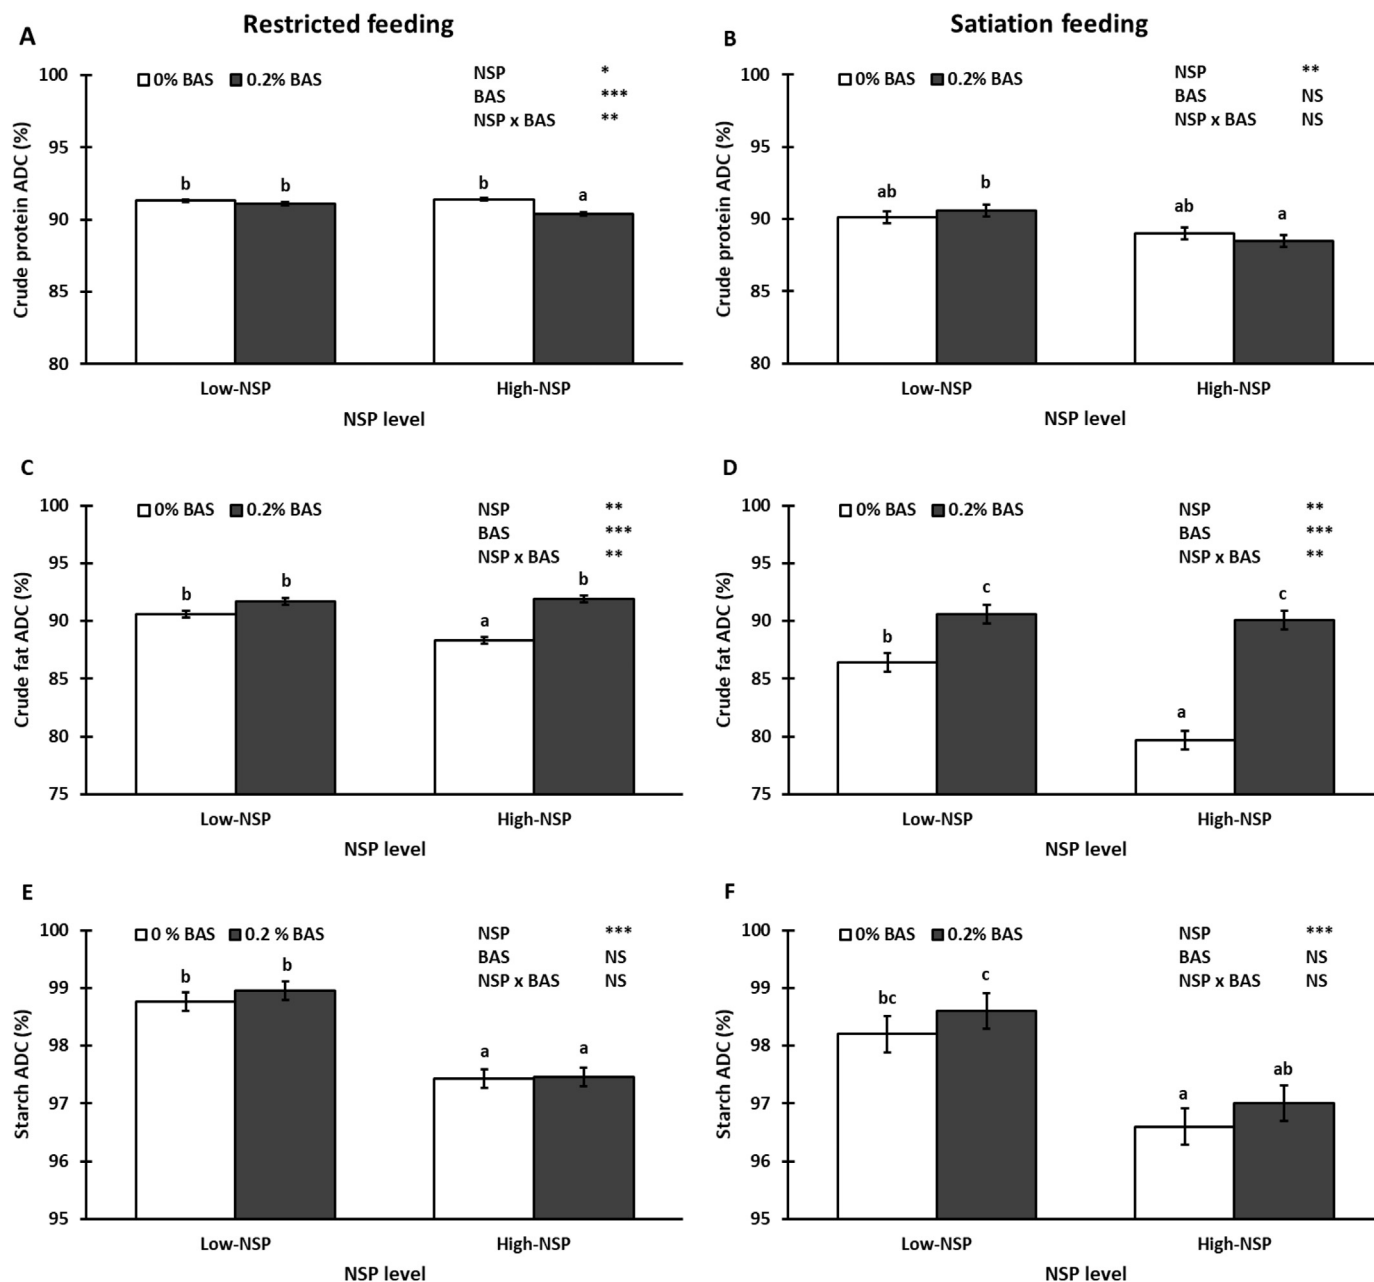 Restricted feeding
Satiation feeding
A
0% BAS 0.2% BAS
NSP *
BAS ***
NSP x BAS **
Crude protein ADC (%)
100
95
90
85
80
b b b a
Low-NSP High-NSP
NSP level
B
0% BAS 0.2% BAS
NSP **
BAS NS
NSP x BAS NS
Crude protein ADC (%)
100
95
90
85
80
ab b ab a
Low-NSP High-NSP
NSP level
C
0% BAS 0.2% BAS
NSP **
BAS ***
NSP x BAS **
Crude fat ADC (%)
100
95
90
85
80
75
b b a b
Low-NSP High-NSP
NSP level
D
0% BAS 0.2% BAS
NSP **
BAS ***
NSP x BAS **
Crude fat ADC (%)
100
95
90
85
80
75
b c a c
Low-NSP High-NSP
NSP level
E
0 % BAS 0.2 % BAS
NSP ***
BAS NS
NSP x BAS NS
Starch ADC (%)
100
99
98
97
96
95
b b a a
Low-NSP High-NSP
NSP level
F
0% BAS 0.2% BAS
NSP ***
BAS NS
NSP x BAS NS
Starch ADC (%)
100
99
98
97
96
95
bc c a ab
Low-NSP High-NSP
NSP level